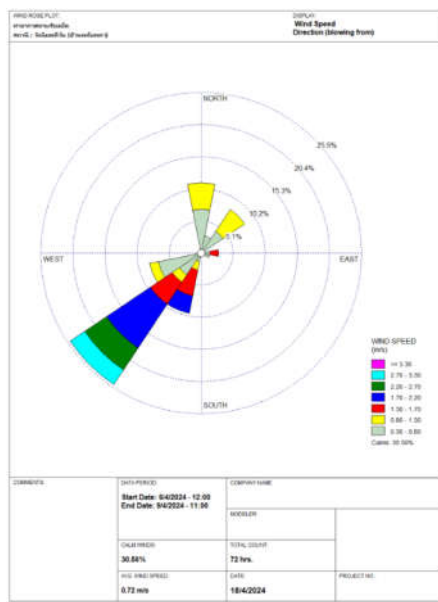 WIND ROSE PLOT:
DISPLAY:
Wind Speed
Direction (blowing from)
NORTH
25.5%
20.4%
15.3%
10.2%
5.1%
WEST
EAST
SOUTH
WIND SPEED
(m/s)
>= 3.30
2.70 - 3.30
2.20 - 2.70
1.70 - 2.20
1.30 - 1.70
0.80 - 1.30
0.30 - 0.80
Calms: 30.56%
COMMENTS:
DATA PERIOD:
Start Date: 6/4/2024 - 12:00
End Date: 9/4/2024 - 11:00
COMPANY NAME:
MODELER:
CALM WINDS:
30.56%
TOTAL COUNT:
72 hrs.
AVG. WIND SPEED:
0.72 m/s
DATE:
18/4/2024
PROJECT NO.: